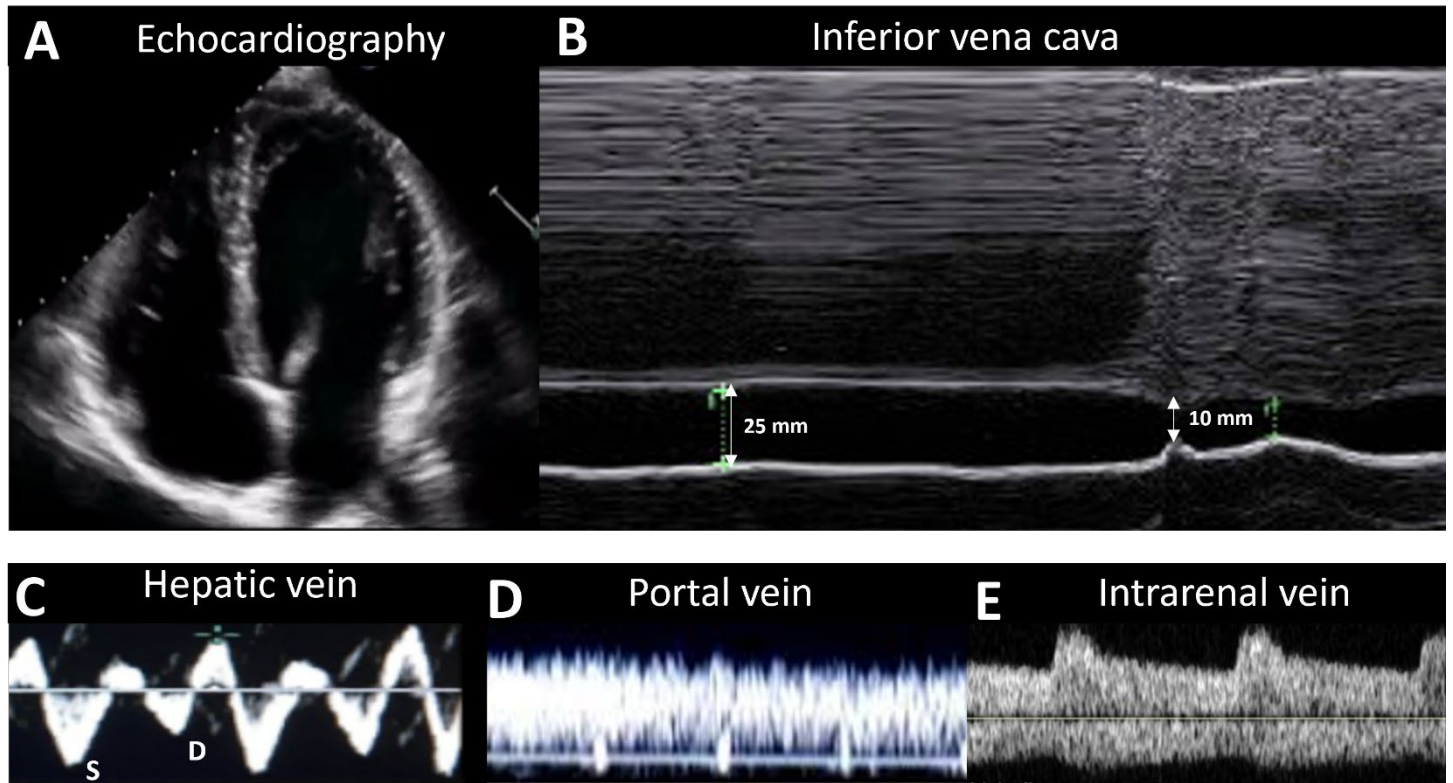 A Echocardiography
B Inferior vena cava
25 mm
10 mm
C Hepatic vein
S
D
D Portal vein
E Intrarenal vein